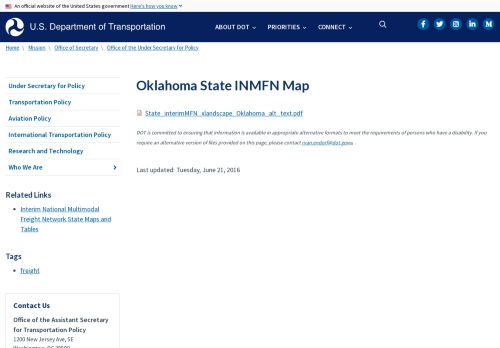 An official website of the United States government Here's how you know
U.S. Department of Transportation
ABOUT DOT
PRIORITIES
CONNECT
Home \ Mission \ Office of Secretary \ Office of the Under Secretary for Policy
Under Secretary for Policy
Transportation Policy
Aviation Policy
International Transportation Policy
Research and Technology
Who We Are
Related Links
Interim National Multimodal
Freight Network State Maps and
Tables
Tags
freight
Contact Us
Office of the Assistant Secretary
for Transportation Policy
1200 New Jersey Ave, SE
Oklahoma State INMFN Map
State_interimMFN_xlandscape_Oklahoma_alt_text.pdf
DOT is committed to ensuring that information is available in appropriate alternative formats to meet the requirements of persons who have a disability. If you
require an alternative version of files provided on this page, please contact
Last updated: Tuesday, June 21, 2016